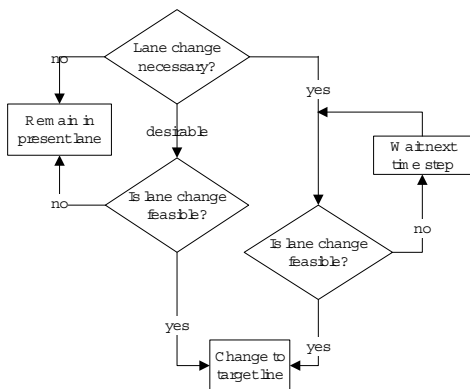 Lane change
necessary?
no
yes
Remain in
present lane
desirable
Wait next
time step
Is lane change
feasible?
no
Is lane change
feasible?
no
yes
yes
Change to
target line